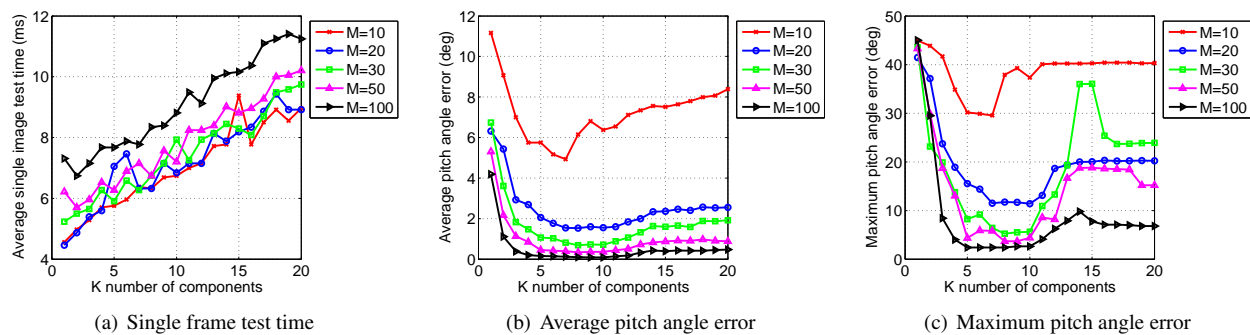 Average single image test time (ms)
12
10
8
6
4
0
5
10
15
20
K number of components
M=10
M=20
M=30
M=50
M=100
(a) Single frame test time
Average pitch angle error (deg)
12
10
8
6
4
2
0
0
5
10
15
20
K number of components
M=10
M=20
M=30
M=50
M=100
(b) Average pitch angle error
Maximum pitch angle error (deg)
50
40
30
20
10
0
0
5
10
15
20
K number of components
M=10
M=20
M=30
M=50
M=100
(c) Maximum pitch angle error